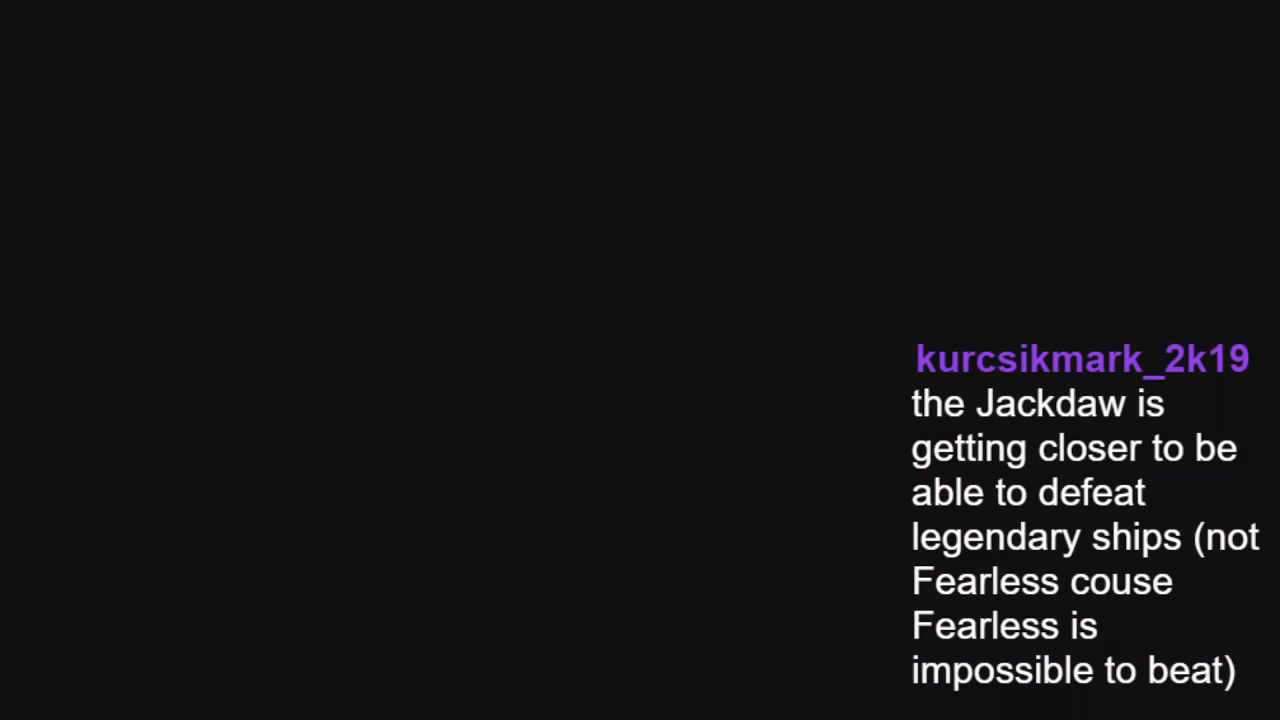 kurcsikmark_2k19
the Jackdaw is
getting closer to be
able to defeat
legendary ships (not
Fearless couse
Fearless is
impossible to beat)